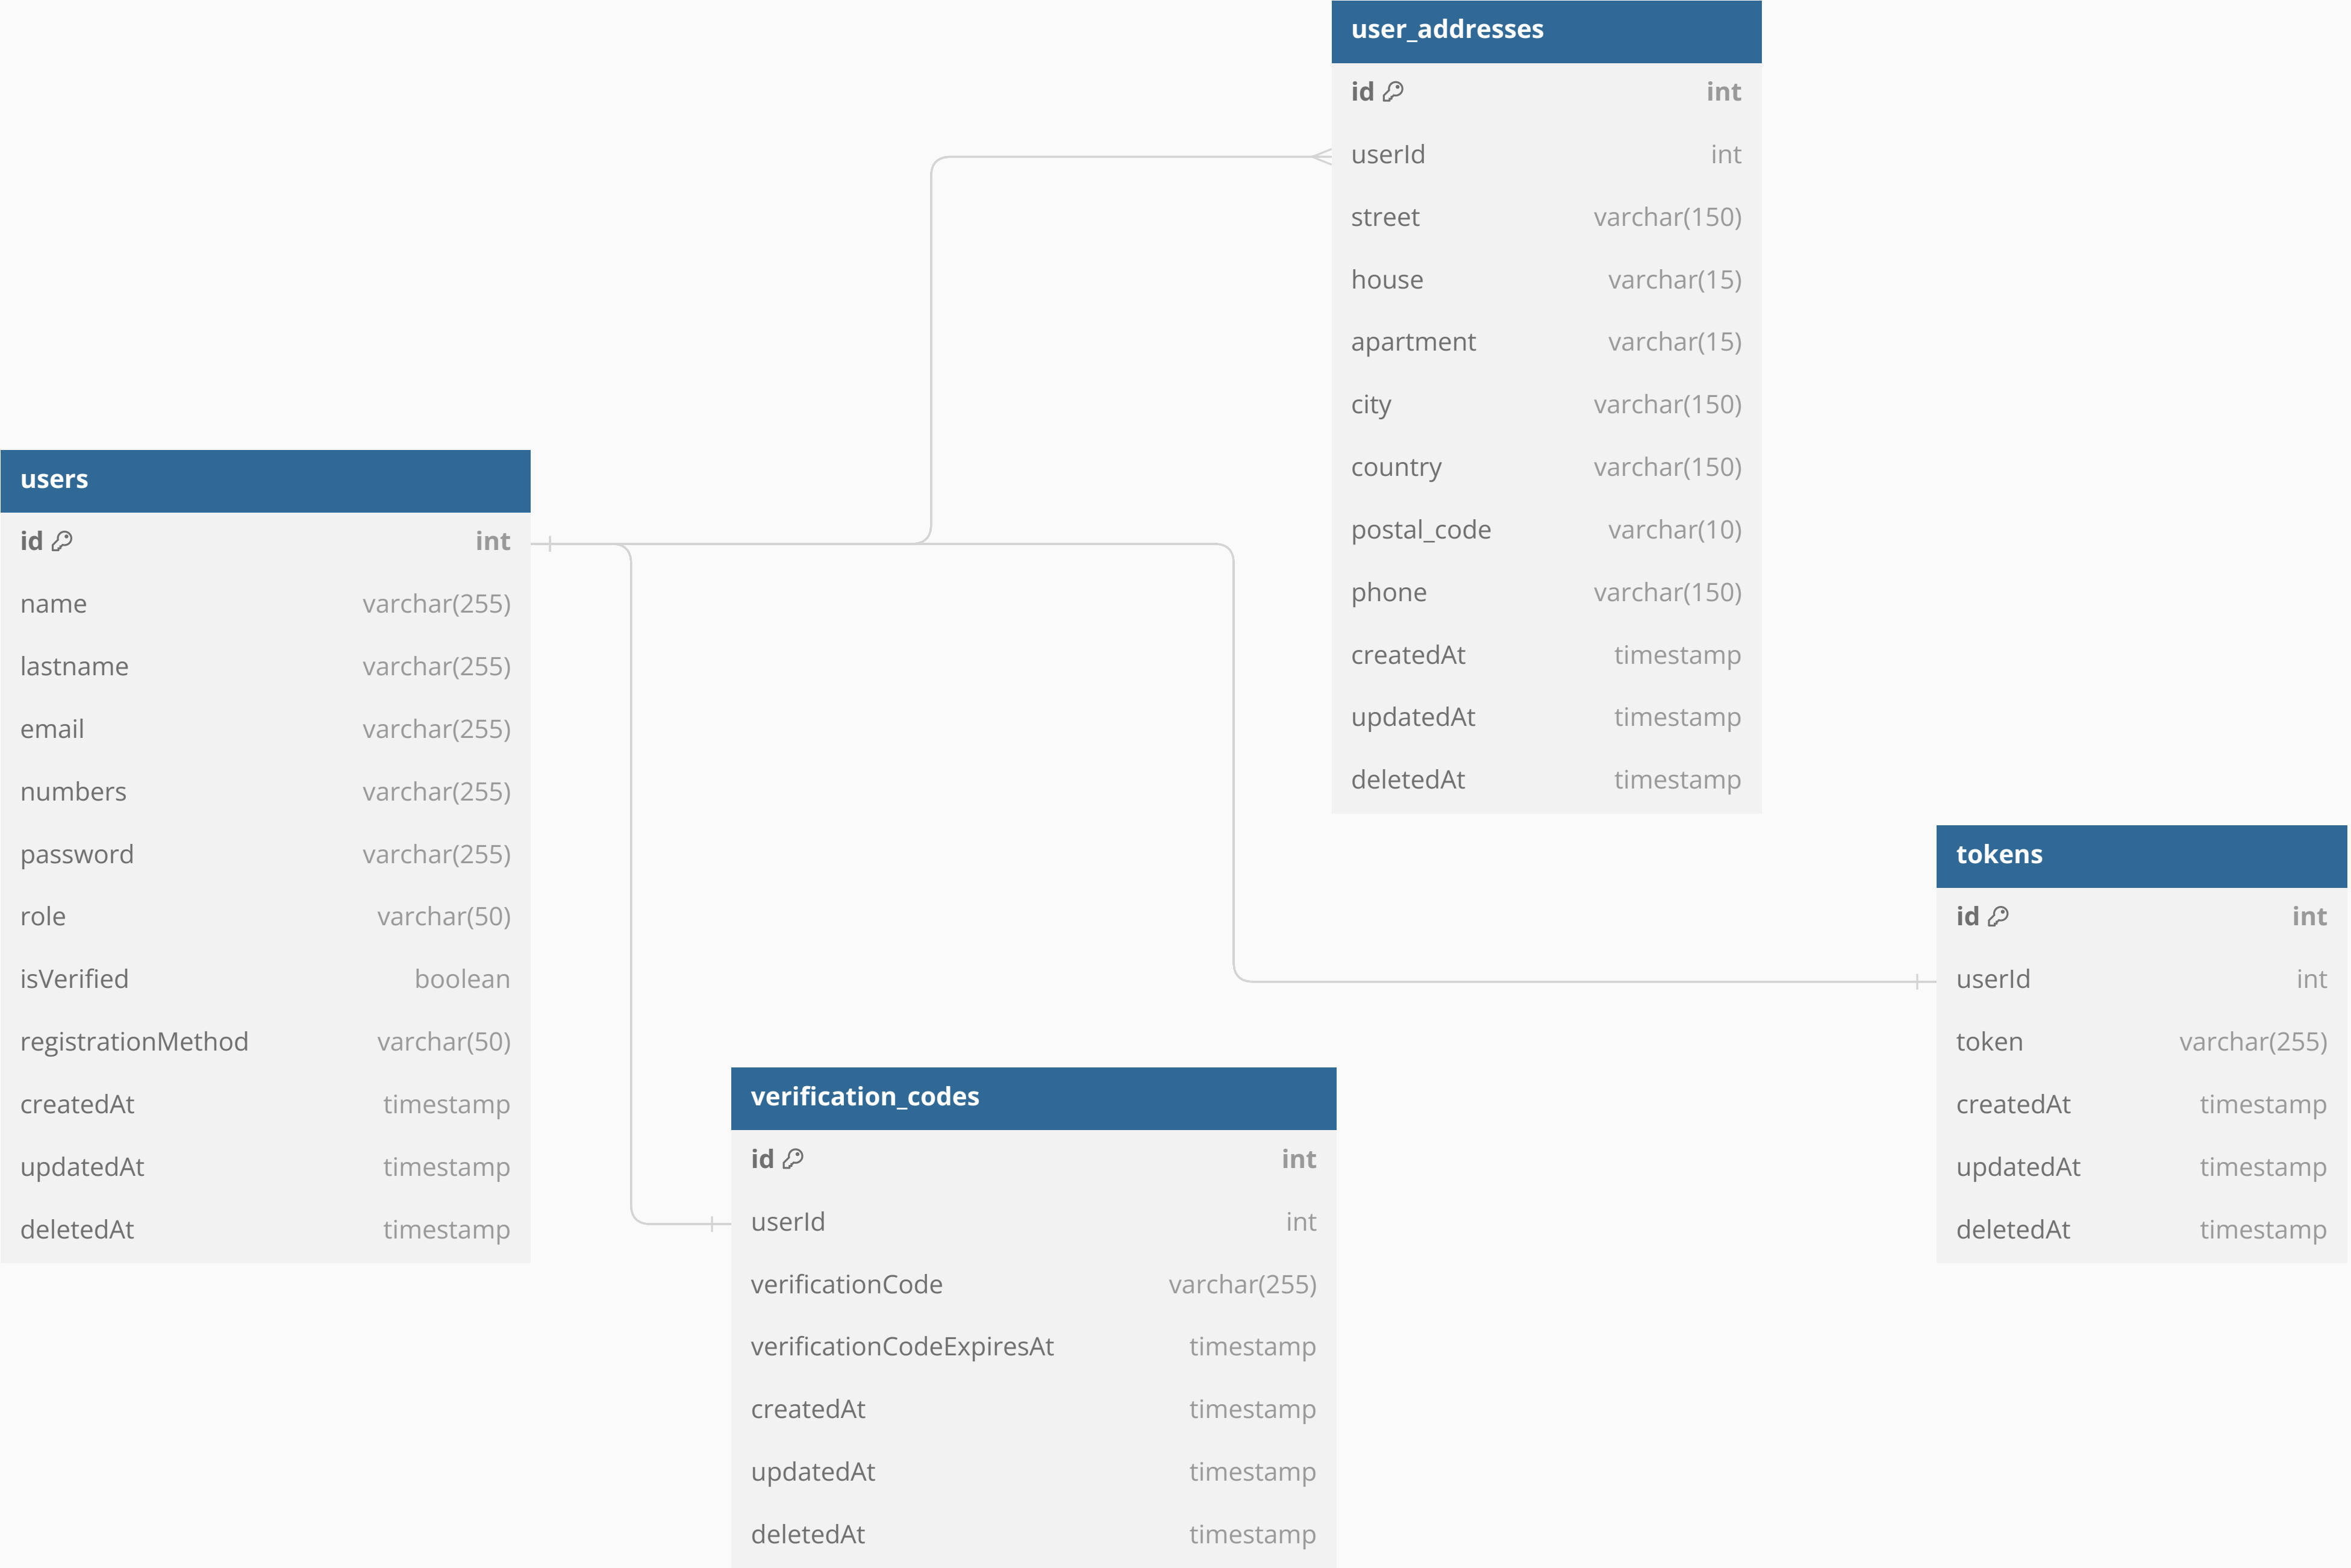 user_addresses
id int
userId int
street varchar(150)
house varchar(15)
apartment varchar(15)
city varchar(150)
country varchar(150)
postal_code varchar(10)
phone varchar(150)
createdAt timestamp
updatedAt timestamp
deletedAt timestamp
users
id int
name varchar(255)
lastname varchar(255)
email varchar(255)
numbers varchar(255)
password varchar(255)
role varchar(50)
isVerified boolean
registrationMethod varchar(50)
createdAt timestamp
updatedAt timestamp
deletedAt timestamp
tokens
id int
userId int
token varchar(255)
createdAt timestamp
updatedAt timestamp
deletedAt timestamp
verification_codes
id int
userId int
verificationCode varchar(255)
verificationCodeExpiresAt timestamp
createdAt timestamp
updatedAt timestamp
deletedAt timestamp